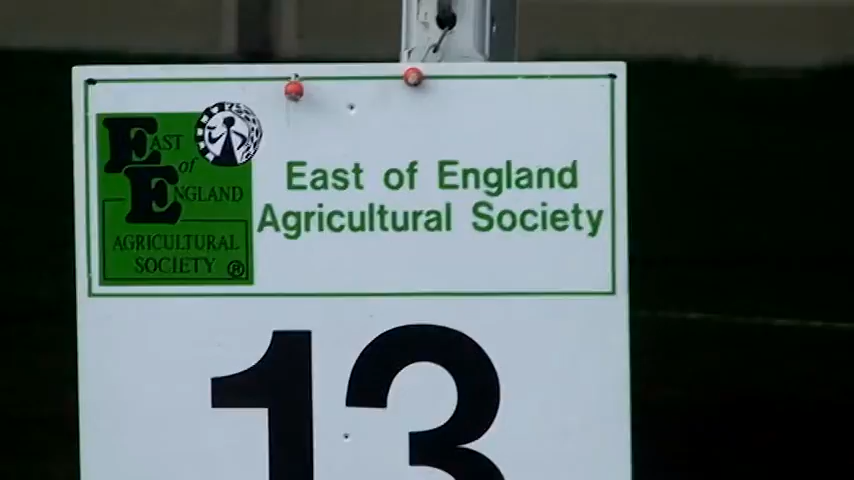 East
of
England
Agricultural
Society ®
East of England
Agricultural Society
13